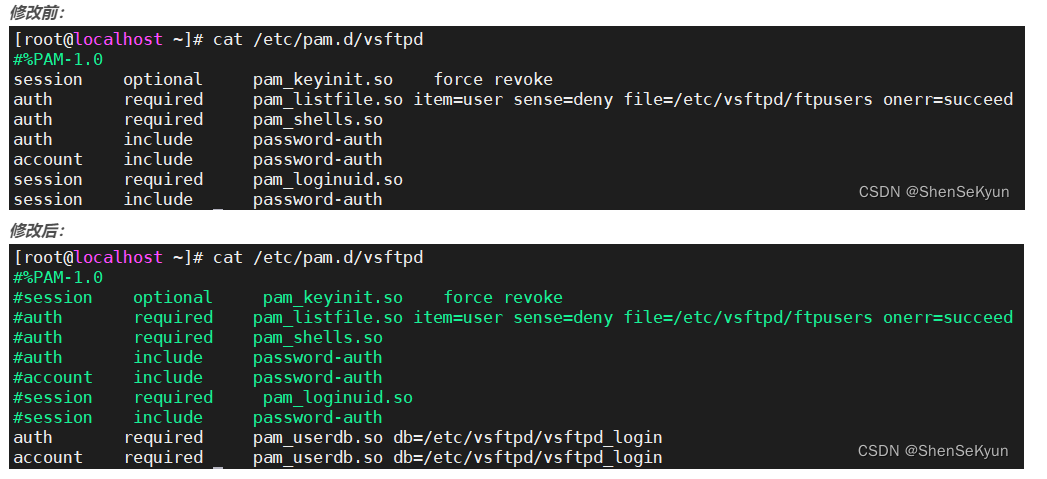 修改前：
[root@localhost ~]# cat /etc/pam.d/vsftpd
#%PAM-1.0
session    optional     pam_keyinit.so    force revoke
auth       required     pam_listfile.so item=user sense=deny file=/etc/vsftpd/ftpusers onerr=succeed
auth       required     pam_shells.so
auth       include      password-auth
account    include      password-auth
session    required     pam_loginuid.so
session    include      password-auth
CSDN @ShenSeKyun
修改后：
[root@localhost ~]# cat /etc/pam.d/vsftpd
#%PAM-1.0
#session    optional     pam_keyinit.so    force revoke
#auth       required    pam_listfile.so item=user sense=deny file=/etc/vsftpd/ftpusers onerr=succeed
#auth       required    pam_shells.so
#auth       include     password-auth
#account    include     password-auth
#session    required     pam_loginuid.so
#session    include     password-auth
auth       required     pam_userdb.so db=/etc/vsftpd/vsftpd_login
account    required     pam_userdb.so db=/etc/vsftpd/vsftpd_login
CSDN @ShenSeKyun